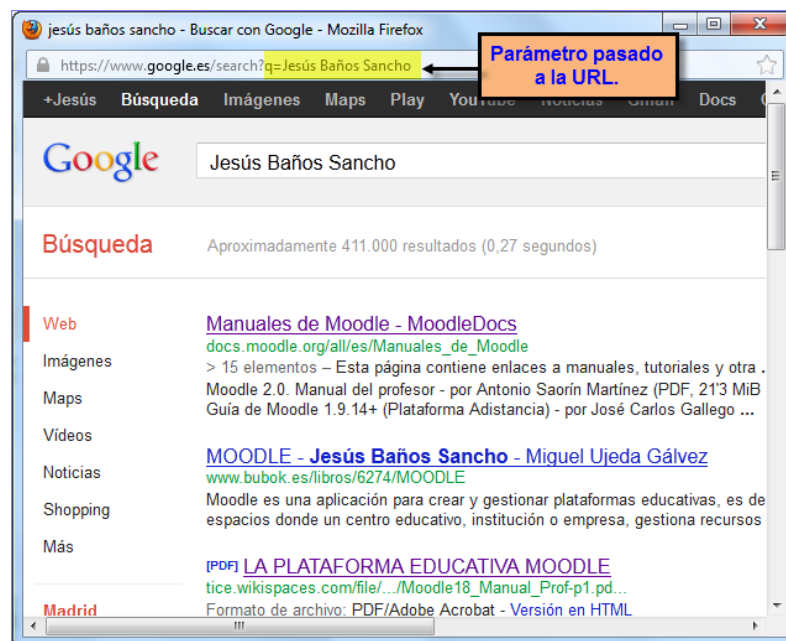 jesús baños sancho - Buscar con Google - Mozilla Firefox
https://www.google.es/search?q=Jesús Baños Sancho
Parámetro pasado
a la URL.
+Jesús Búsqueda Imágenes Maps Play YouTube Noticias Gmail Docs
Google
Jesús Baños Sancho
Búsqueda
Aproximadamente 411.000 resultados (0,27 segundos)
Web
Imágenes
Maps
Vídeos
Noticias
Shopping
Más
Madrid
Manuales de Moodle - MoodleDocs
docs.moodle.org/all/es/Manuales_de_Moodle
> 15 elementos – Esta página contiene enlaces a manuales, tutoriales y otra .
Moodle 2.0. Manual del profesor - por Antonio Saorín Martínez (PDF, 21'3 MiB
Guía de Moodle 1.9.14+ (Plataforma Adistancia) - por José Carlos Gallego ...
MOODLE - Jesús Baños Sancho - Miguel Ujeda Gálvez
www.bubok.es/libros/6274/MOODLE
Moodle es una aplicación para crear y gestionar plataformas educativas, es de
espacios donde un centro educativo, institución o empresa, gestiona recursos
[PDF] LA PLATAFORMA EDUCATIVA MOODLE
tice.wikispaces.com/file/.../Moodle18_Manual_Prof-p1.pd...
Formato de archivo: PDF/Adobe Acrobat - Versión en HTML